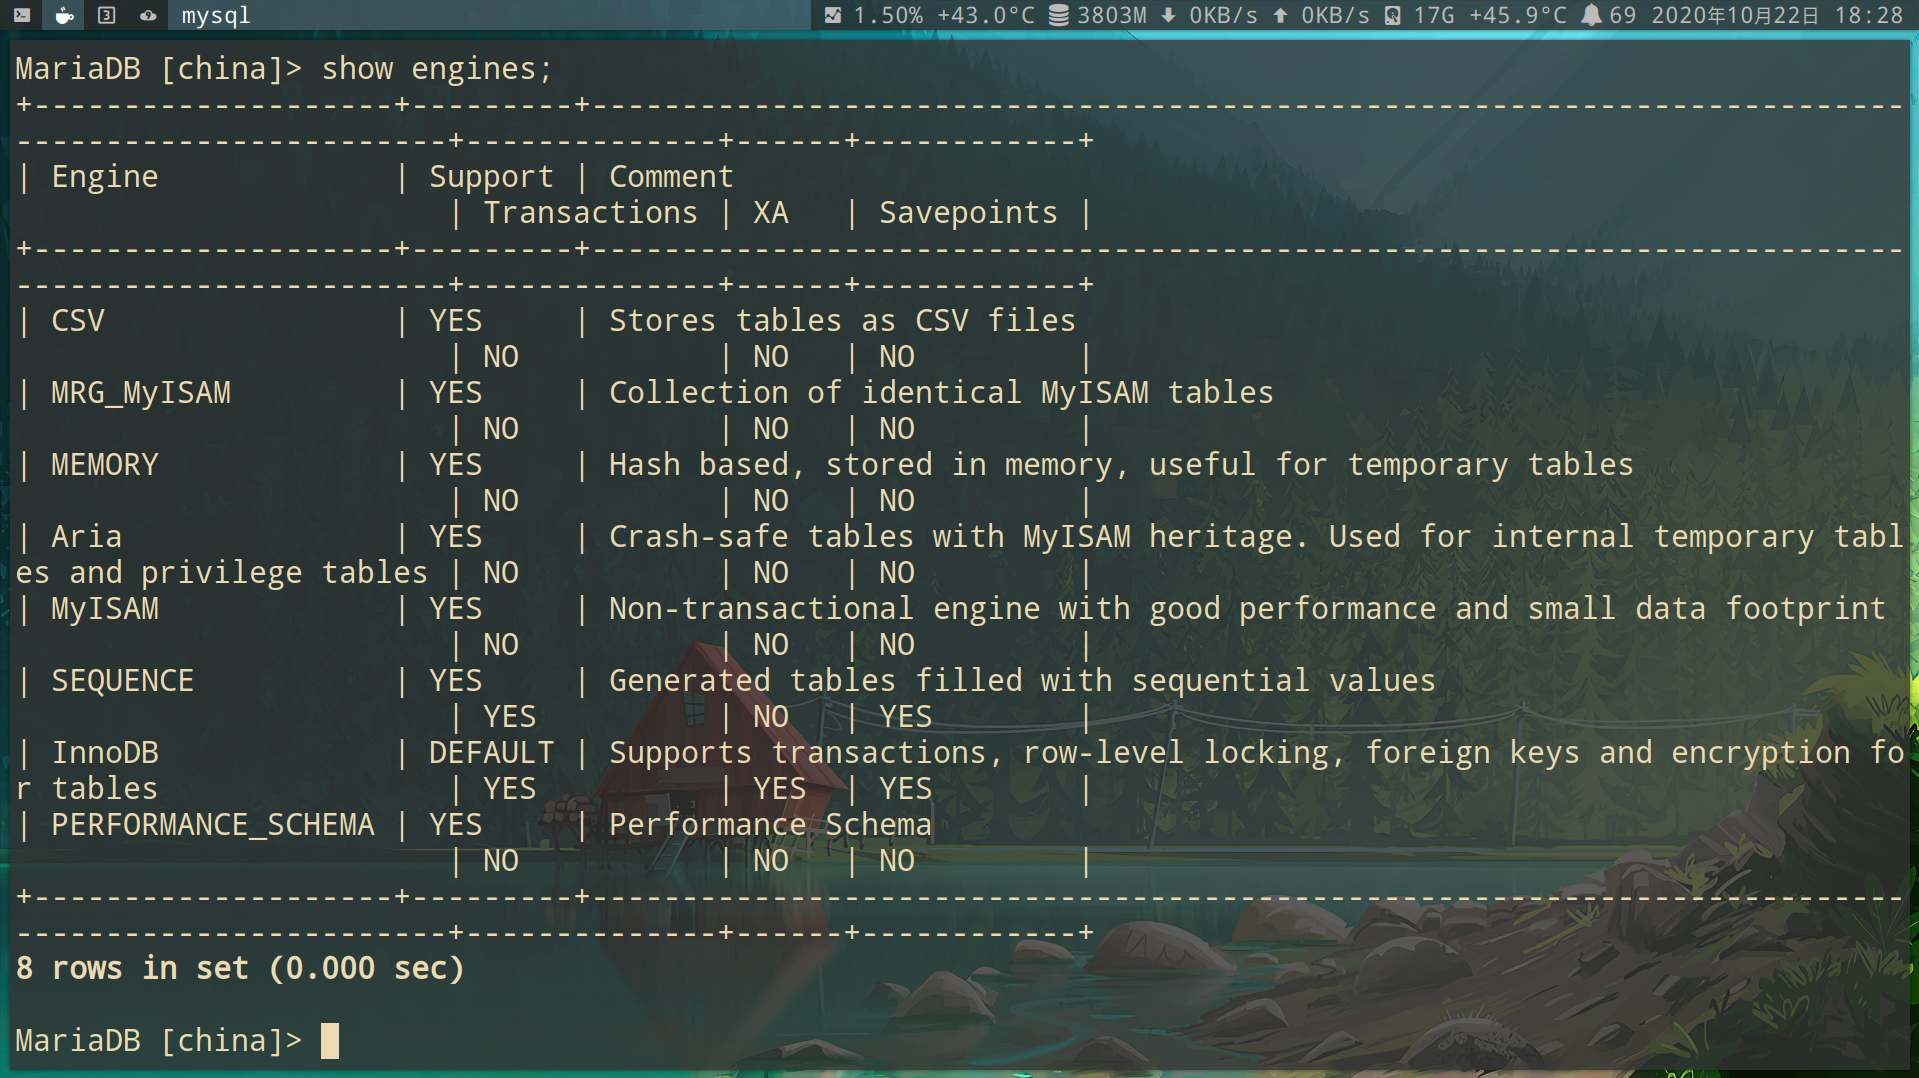 3 mysql 1.50% +43.0°C 3803M 0KB/s 0KB/s 17G +45.9°C 69 2020年10月22日 18:28
MariaDB [china]> show engines;
+--------------------+---------+-------------------------------------------------------------------------
------------------------+--------------+------+------------+
| Engine             | Support | Comment
                        | Transactions | XA   | Savepoints |
+--------------------+---------+-------------------------------------------------------------------------
------------------------+--------------+------+------------+
| CSV                | YES     | Stores tables as CSV files
                        | NO           | NO   | NO         |
| MRG_MyISAM         | YES     | Collection of identical MyISAM tables
                        | NO           | NO   | NO         |
| MEMORY             | YES     | Hash based, stored in memory, useful for temporary tables
                        | NO           | NO   | NO         |
| Aria               | YES     | Crash-safe tables with MyISAM heritage. Used for internal temporary tabl
es and privilege tables | NO           | NO   | NO         |
| MyISAM             | YES     | Non-transactional engine with good performance and small data footprint
                        | NO           | NO   | NO         |
| SEQUENCE           | YES     | Generated tables filled with sequential values
                        | YES          | NO   | YES        |
| InnoDB             | DEFAULT | Supports transactions, row-level locking, foreign keys and encryption fo
r tables                | YES          | YES  | YES        |
| PERFORMANCE_SCHEMA | YES     | Performance Schema
                        | NO           | NO   | NO         |
+--------------------+---------+-------------------------------------------------------------------------
------------------------+--------------+------+------------+
8 rows in set (0.000 sec)
MariaDB [china]>